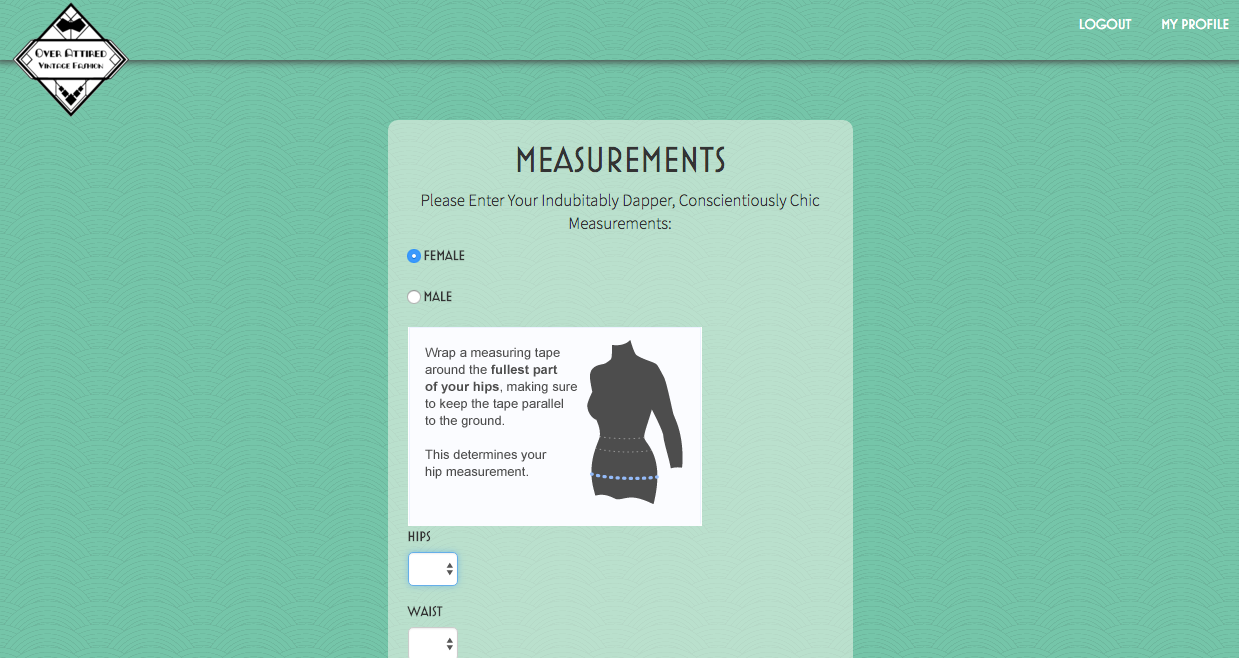 OVER ATTIRED
VINTAGE FASHION
LOGOUT MY PROFILE
MEASUREMENTS
Please Enter Your Indubitably Dapper, Conscientiously Chic
Measurements:
FEMALE
MALE
Wrap a measuring tape
around the fullest part
of your hips, making sure
to keep the tape parallel
to the ground.
This determines your
hip measurement.
HIPS
WAIST